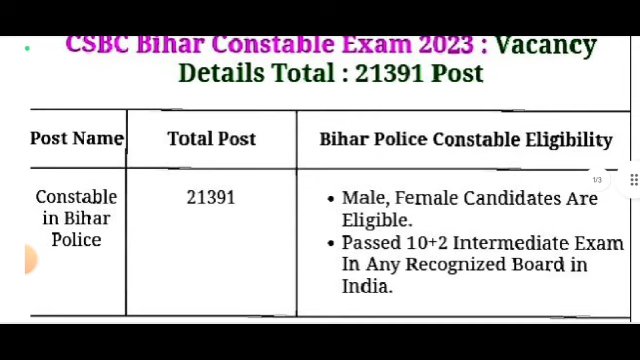 CSBC Bihar Constable Exam 2023 : Vacancy
Details Total : 21391 Post
Post Name
Total Post
Bihar Police Constable Eligibility
Constable
in Bihar
Police
21391
• Male, Female Candidates Are
Eligible.
• Passed 10+2 Intermediate Exam
In Any Recognized Board in
India.
1/3